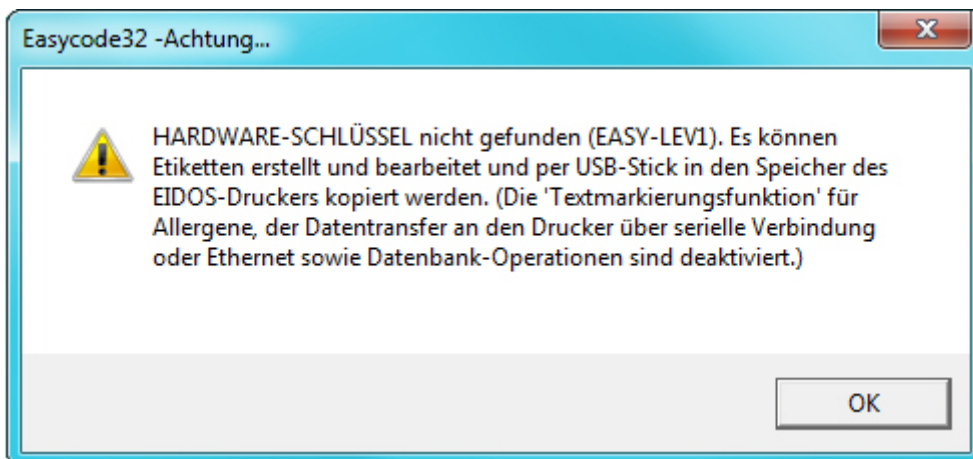 Easycode32 -Achtung...
HARDWARE-SCHLÜSSEL nicht gefunden (EASY-LEV1). Es können
Etiketten erstellt und bearbeitet und per USB-Stick in den Speicher des
EIDOS-Druckers kopiert werden. (Die 'Textmarkierungsfunktion' für
Allergene, der Datentransfer an den Drucker über serielle Verbindung
oder Ethernet sowie Datenbank-Operationen sind deaktiviert.)
OK